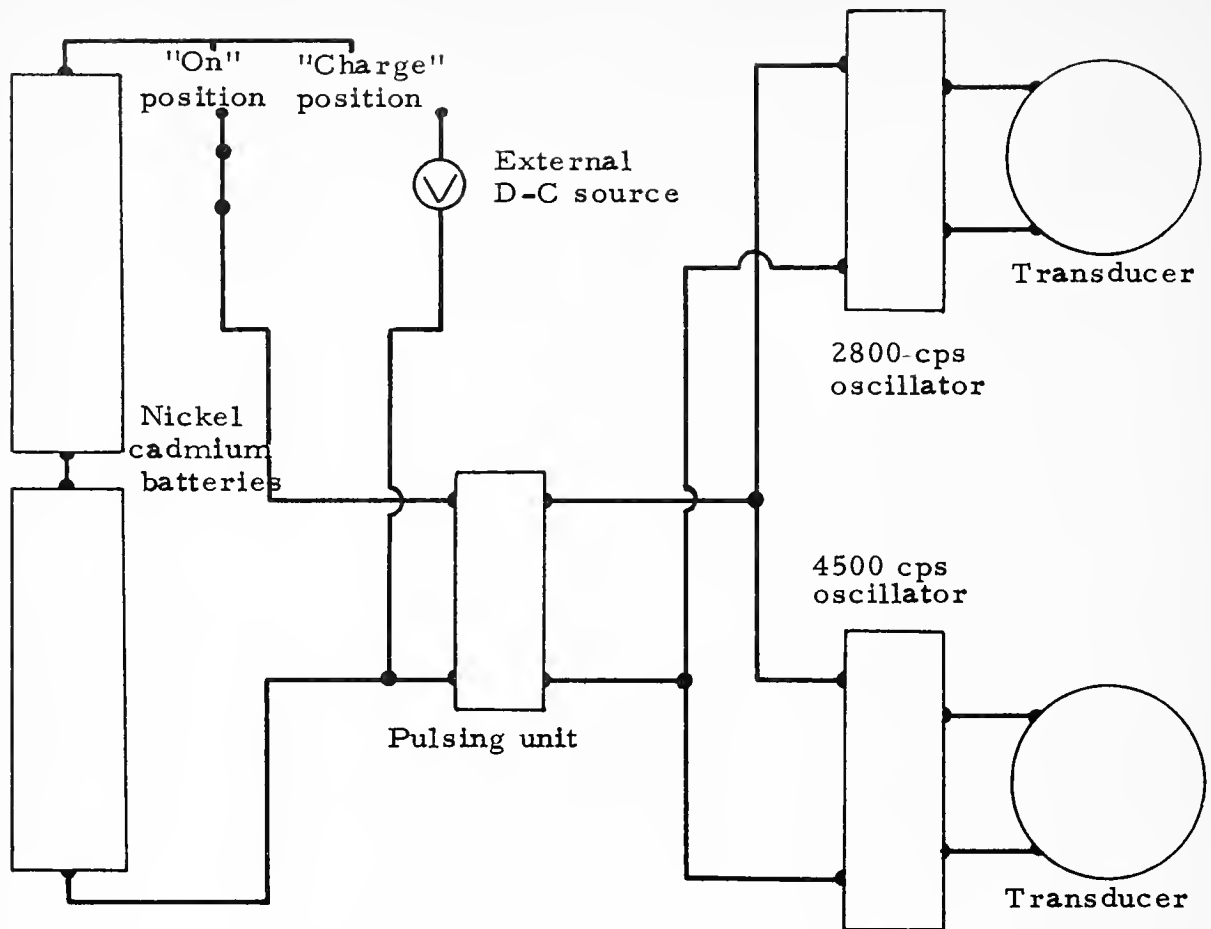 "On"
position
"Charge"
position
External
D-C source
V
Transducer
2800-cps
oscillator
Nickel
cadmium
batteries
4500 cps
oscillator
Pulsing unit
Transducer